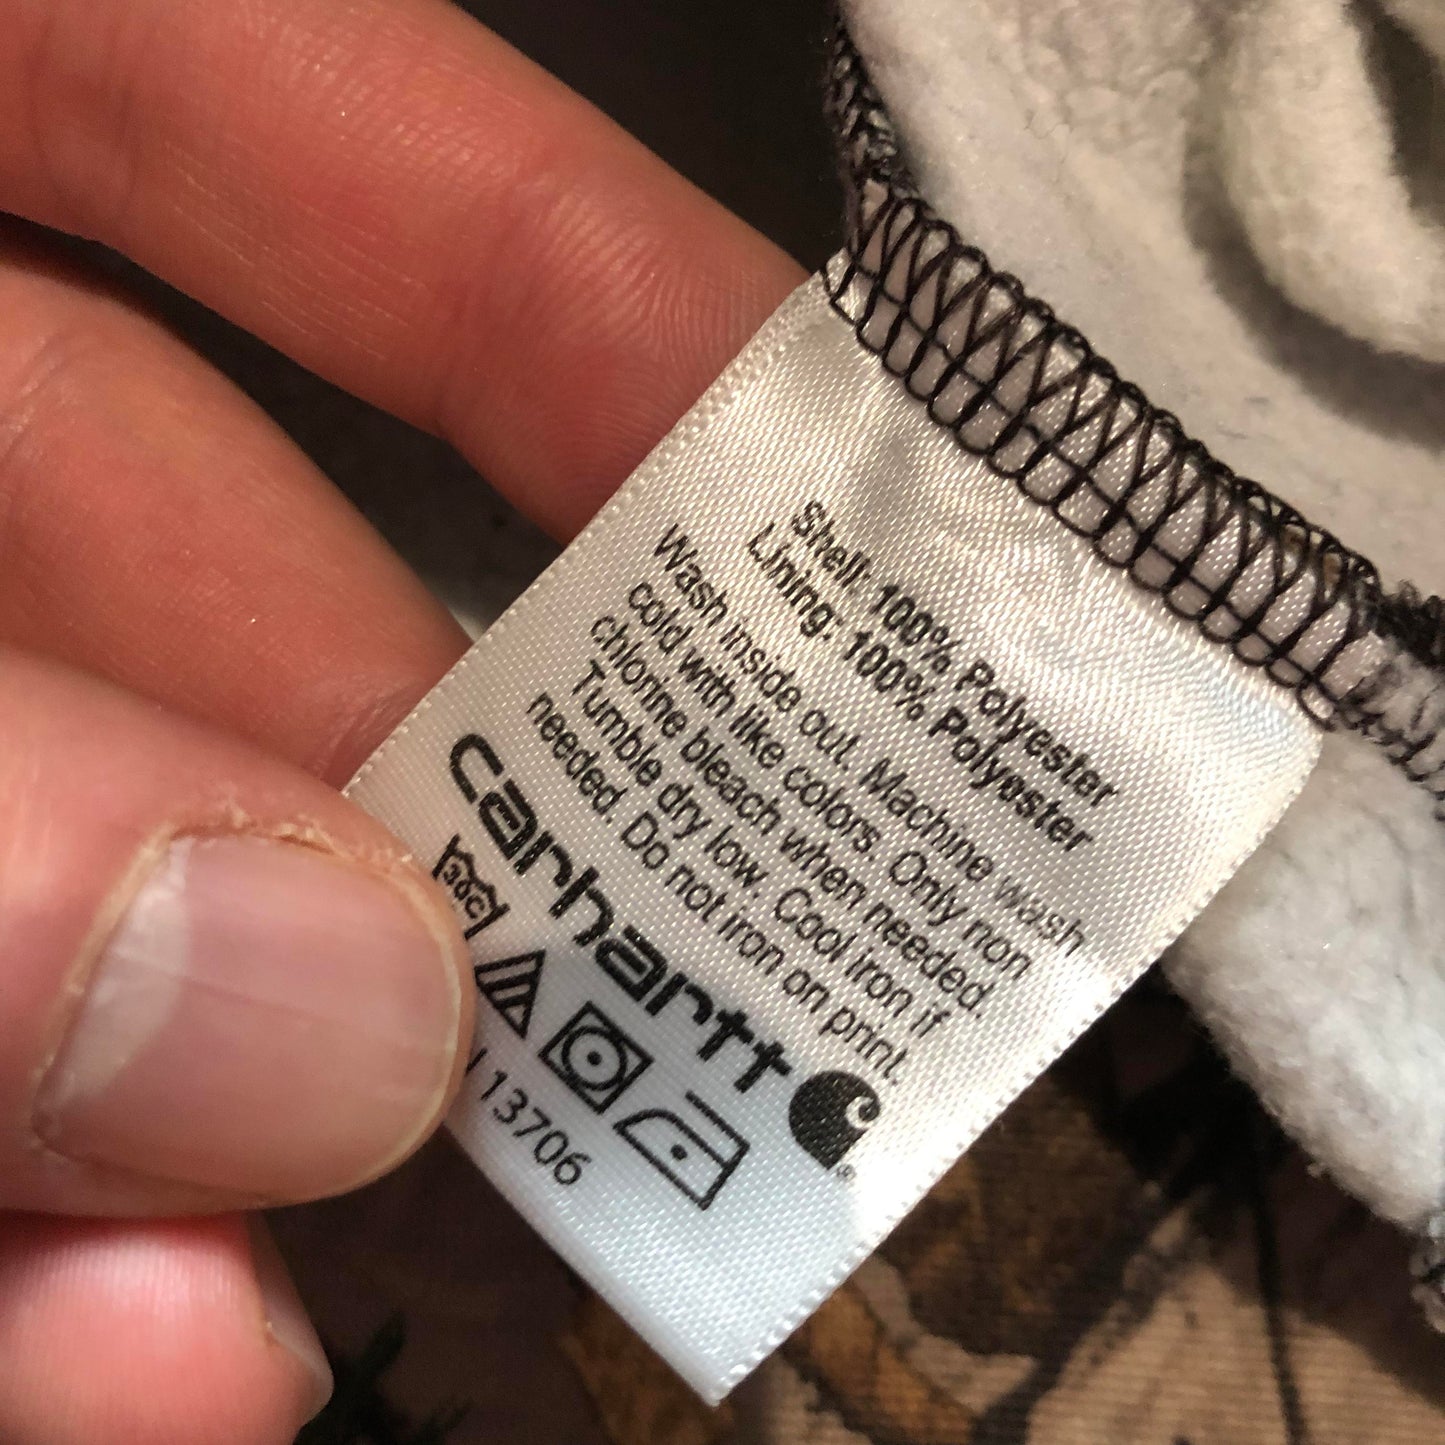 Shell: 100% Polyester
Lining: 100% Polyester
Wash inside out. Machine wash
cold with like colors. Only non
chlorine bleach when needed.
Tumble dry low. Cool iron if
needed. Do not iron on print.
carhartt
®
30C
13706